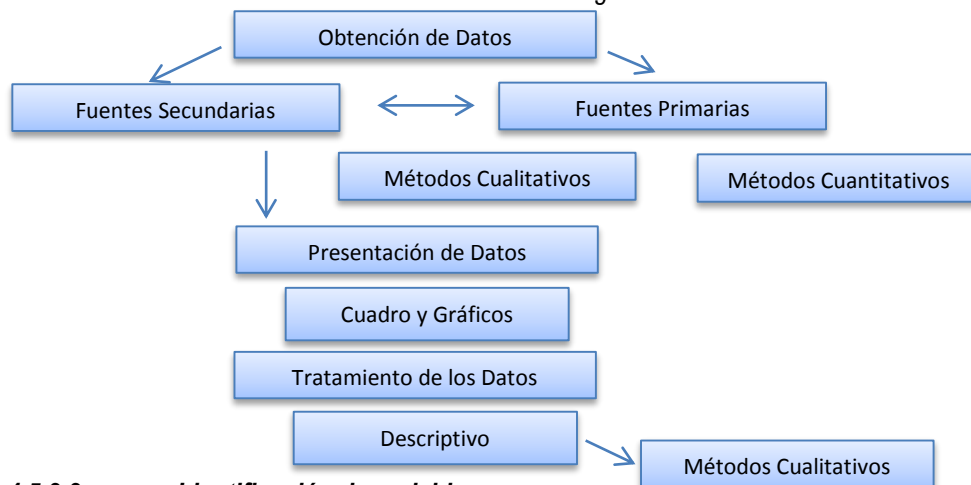 Obtención de Datos
Fuentes Secundarias
Fuentes Primarias
Métodos Cualitativos
Métodos Cuantitativos
Presentación de Datos
Cuadro y Gráficos
Tratamiento de los Datos
Descriptivo
Métodos Cualitativos